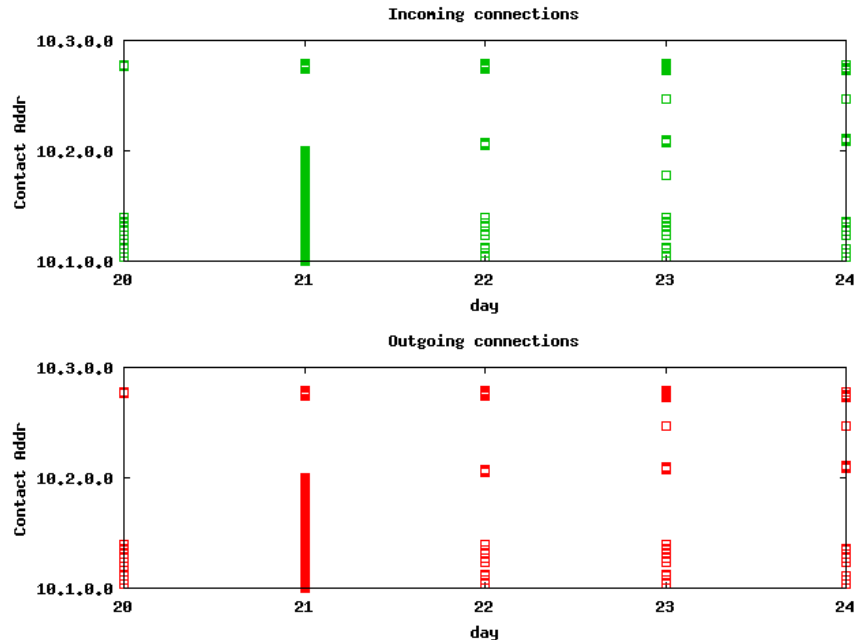 Incoming connections
10.3.0.0
10.2.0.0
10.1.0.0
Contact Addr
20 21 22 23 24
day
Outgoing connections
10.3.0.0
10.2.0.0
10.1.0.0
Contact Addr
20 21 22 23 24
day